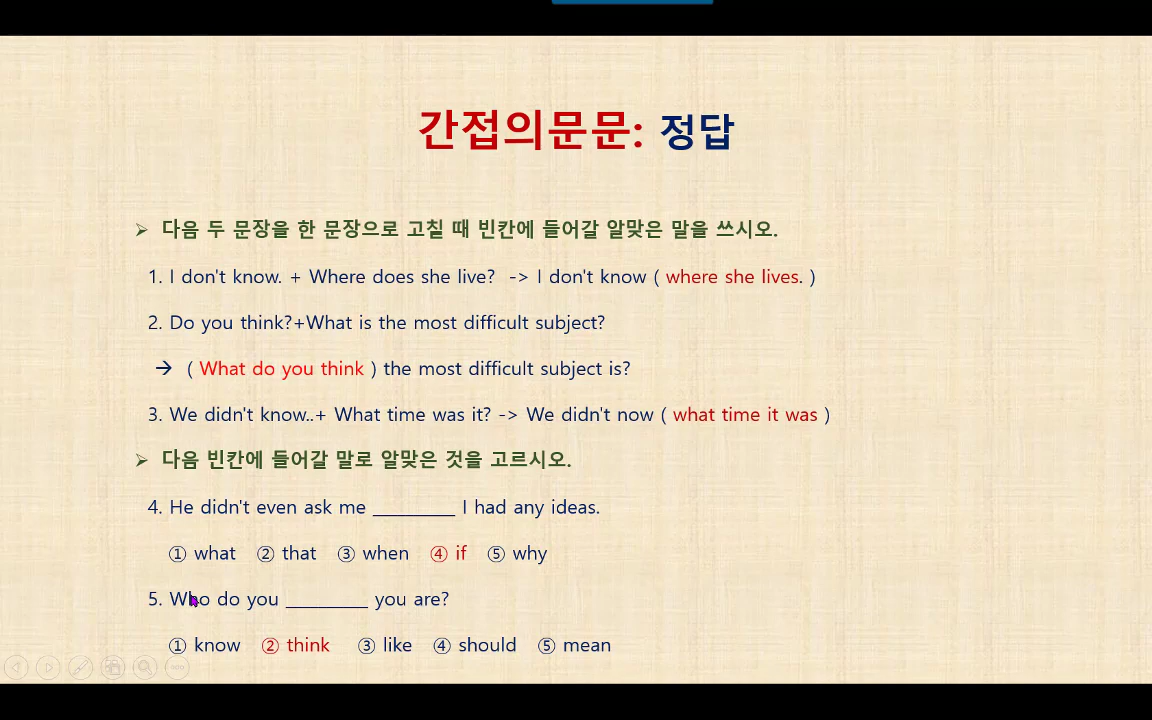 간접의문문: 정답
➢ 다음 두 문장을 한 문장으로 고칠 때 빈칸에 들어갈 알맞은 말을 쓰시오.
1. I don't know. + Where does she live? -> I don't know ( where she lives. )
2. Do you think?+What is the most difficult subject?
→ ( What do you think ) the most difficult subject is?
3. We didn't know..+ What time was it? -> We didn't now ( what time it was )
➢ 다음 빈칸에 들어갈 말로 알맞은 것을 고르시오.
4. He didn't even ask me ________ I had any ideas.
① what ② that ③ when ④ if ⑤ why
5. Who do you ________ you are?
① know ② think ③ like ④ should ⑤ mean